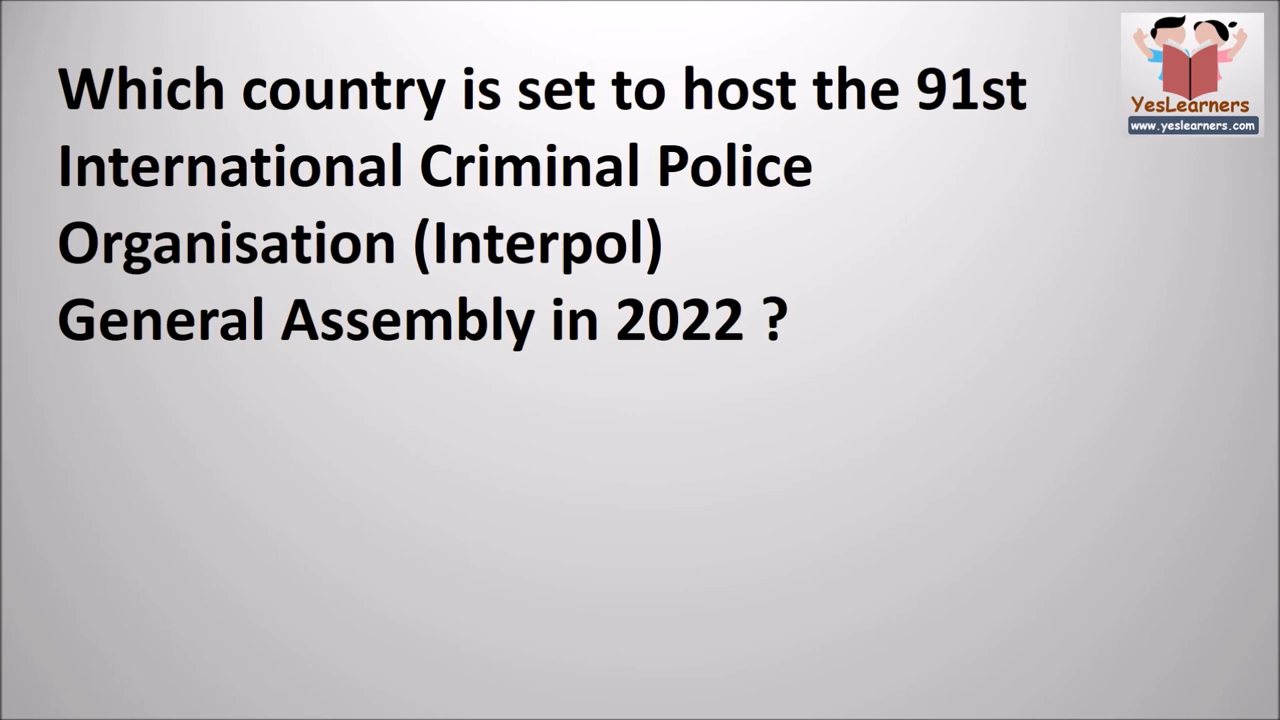 Which country is set to host the 91st
International Criminal Police
Organisation (Interpol)
General Assembly in 2022 ?
YesLearners
www.yeslearners.com